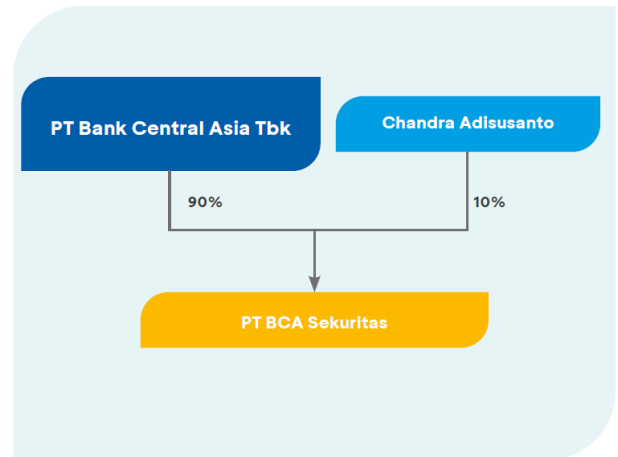 PT Bank Central Asia Tbk
Chandra Adisusanto
90%
10%
PT BCA Sekuritas